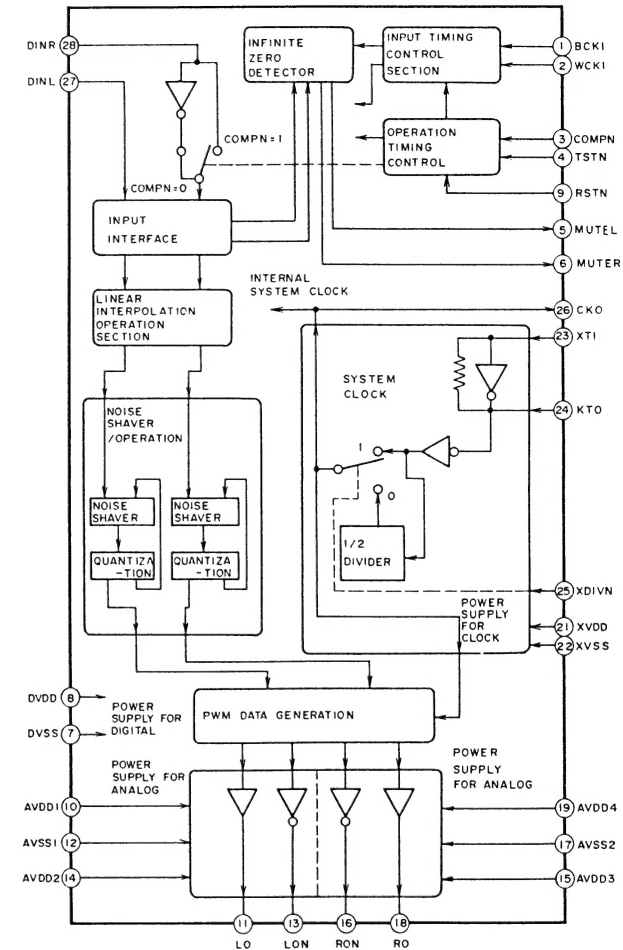 DINR 28
DINL 27
INFINITE
ZERO
DETECTOR
INPUT TIMING
CONTROL
SECTION
1 BCKI
2 WCKI
COMPN=1
OPERATION
TIMING
CONTROL
3 COMPN
4 TSTN
COMPN=0
9 RSTN
INPUT
INTERFACE
5 MUTEL
6 MUTER
INTERNAL
SYSTEM CLOCK
26 CKO
LINEAR
INTERPOLATION
OPERATION
SECTION
23 XTI
SYSTEM
CLOCK
24 KTO
NOISE
SHAVER
/OPERATION
1
0
NOISE
SHAVER
NOISE
SHAVER
1/2
DIVIDER
QUANTIZA
-TION
QUANTIZA
-TION
25 XDIVN
POWER
SUPPLY
FOR
CLOCK
21 XVDD
22 XVSS
DVDD 8
POWER
SUPPLY FOR
DIGITAL
DVSS 7
PWM DATA GENERATION
POWER
SUPPLY FOR
ANALOG
POWER
SUPPLY
FOR ANALOG
AVDD1 10
19 AVDD4
AVSS1 12
17 AVSS2
AVDD2 14
15 AVDD3
11 13 16 18
LO LON RON RO